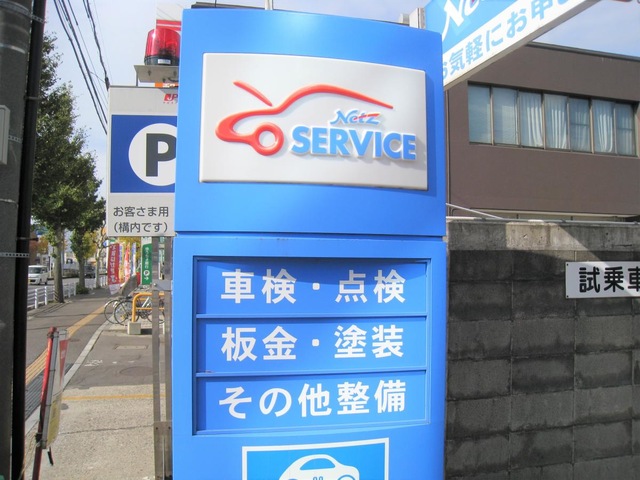 Netz
お気軽にお申
P
お客さま用
(構内です)
Netz
SERVICE
車検・点検
板金・塗装
その他整備
試乗車